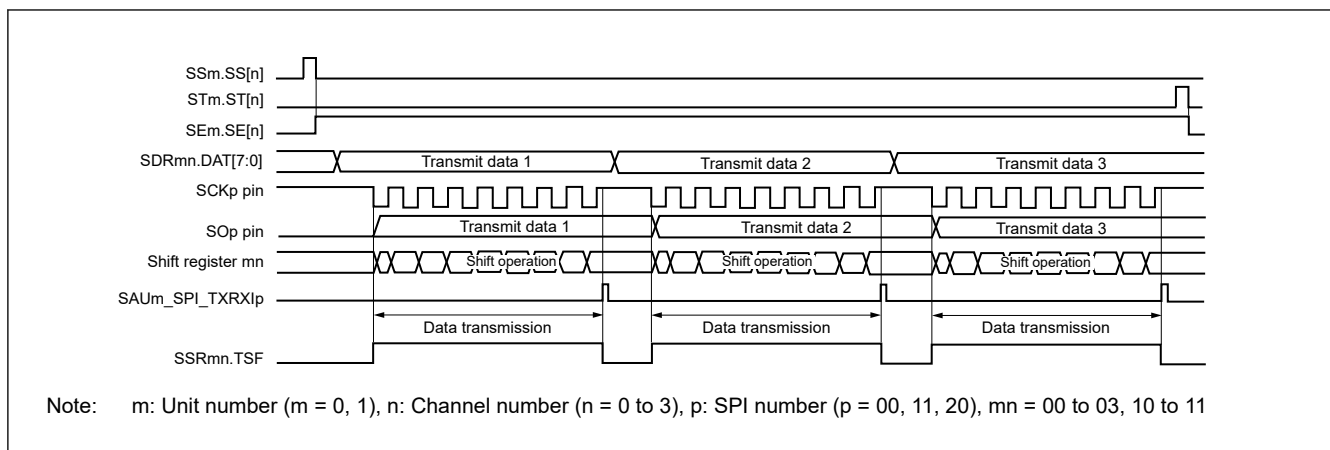 SSm.SS[n]
STm.ST[n]
SEm.SE[n]
SDRmn.DAT[7:0] Transmit data 1 Transmit data 2 Transmit data 3
SCKp pin
SOp pin Transmit data 1 Transmit data 2 Transmit data 3
Shift register mn Shift operation Shift operation Shift operation
SAUm_SPI_TXRXIp
Data transmission Data transmission Data transmission
SSRmn.TSF
Note: m: Unit number (m = 0, 1), n: Channel number (n = 0 to 3), p: SPI number (p = 00, 11, 20), mn = 00 to 03, 10 to 11